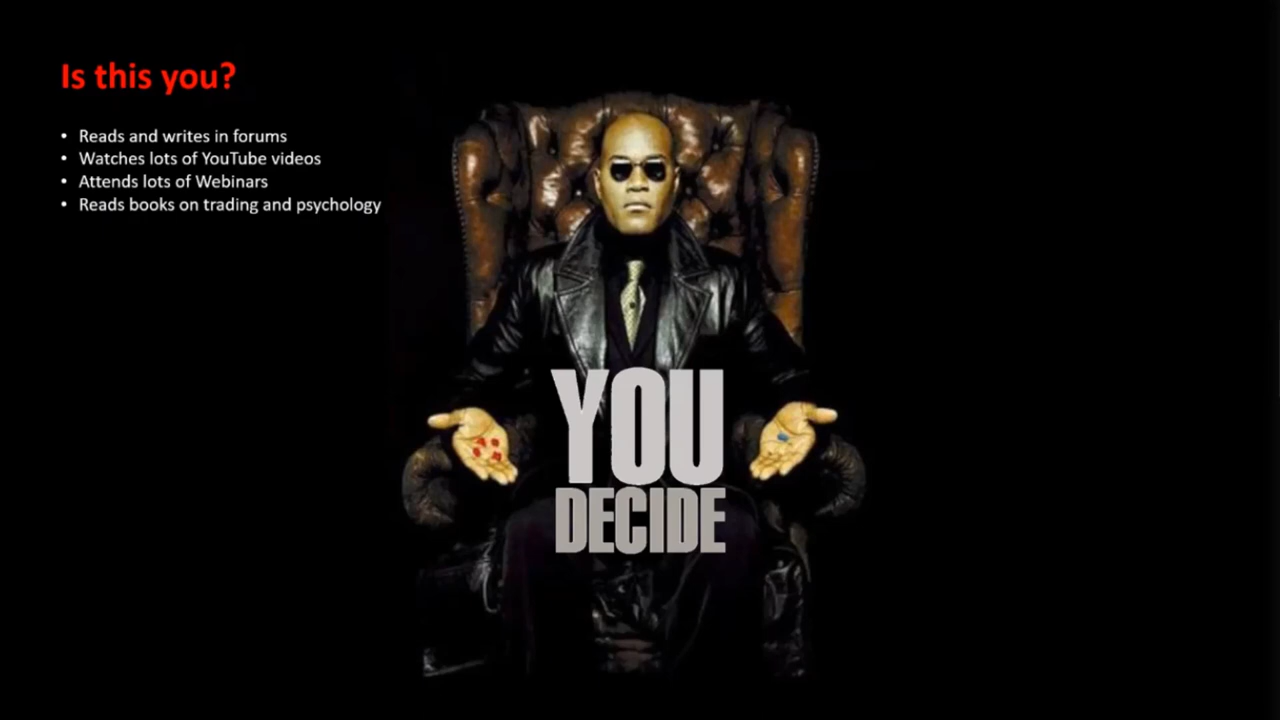 Is this you?
• Reads and writes in forums
• Watches lots of YouTube videos
• Attends lots of Webinars
• Reads books on trading and psychology
YOU
DECIDE